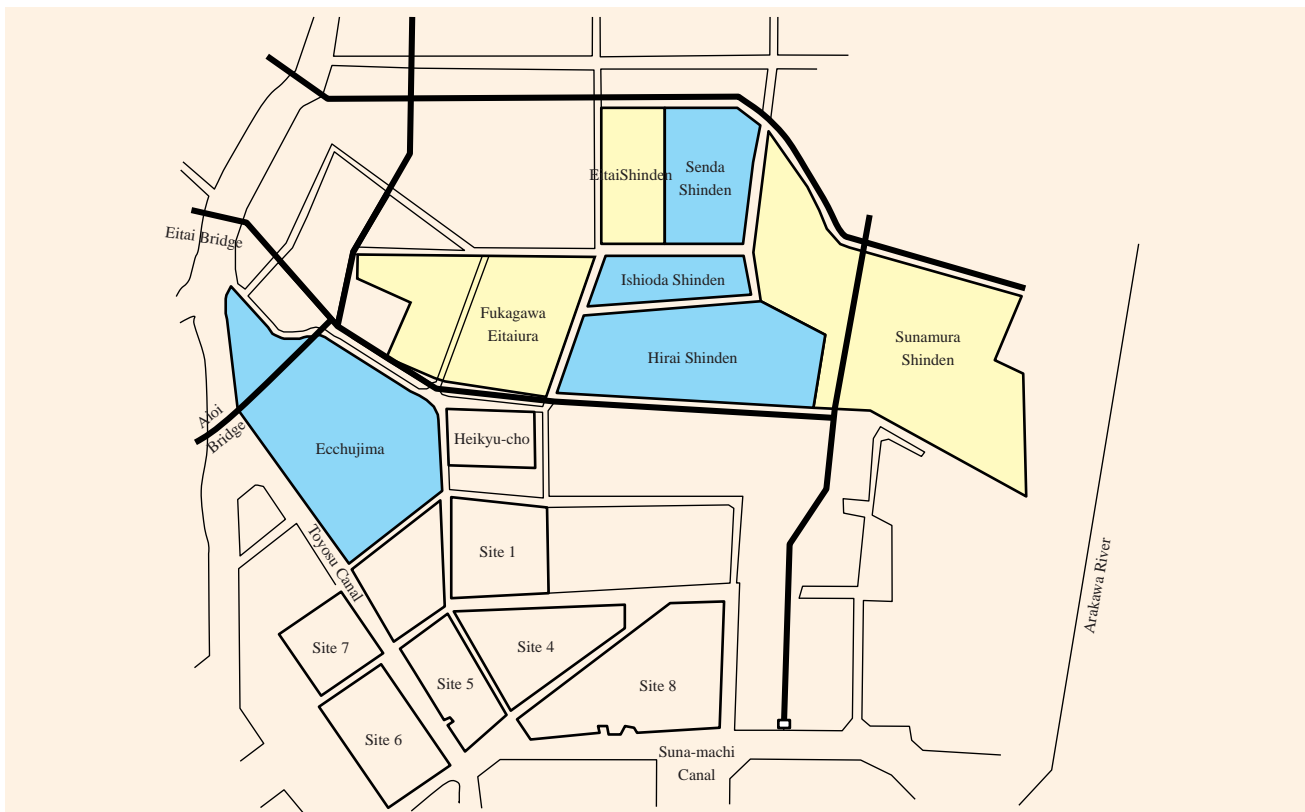 EitaiShinden
Senda
Shinden
Eitai Bridge
Ishioda Shinden
Fukagawa
Eitaiura
Sunamura
Shinden
Hirai Shinden
Aioi
Bridge
Heikyu-cho
Ecchujima
Toyosu Canal
Site 1
Arakawa River
Site 7
Site 4
Site 5
Site 8
Site 6
Suna-machi
Canal